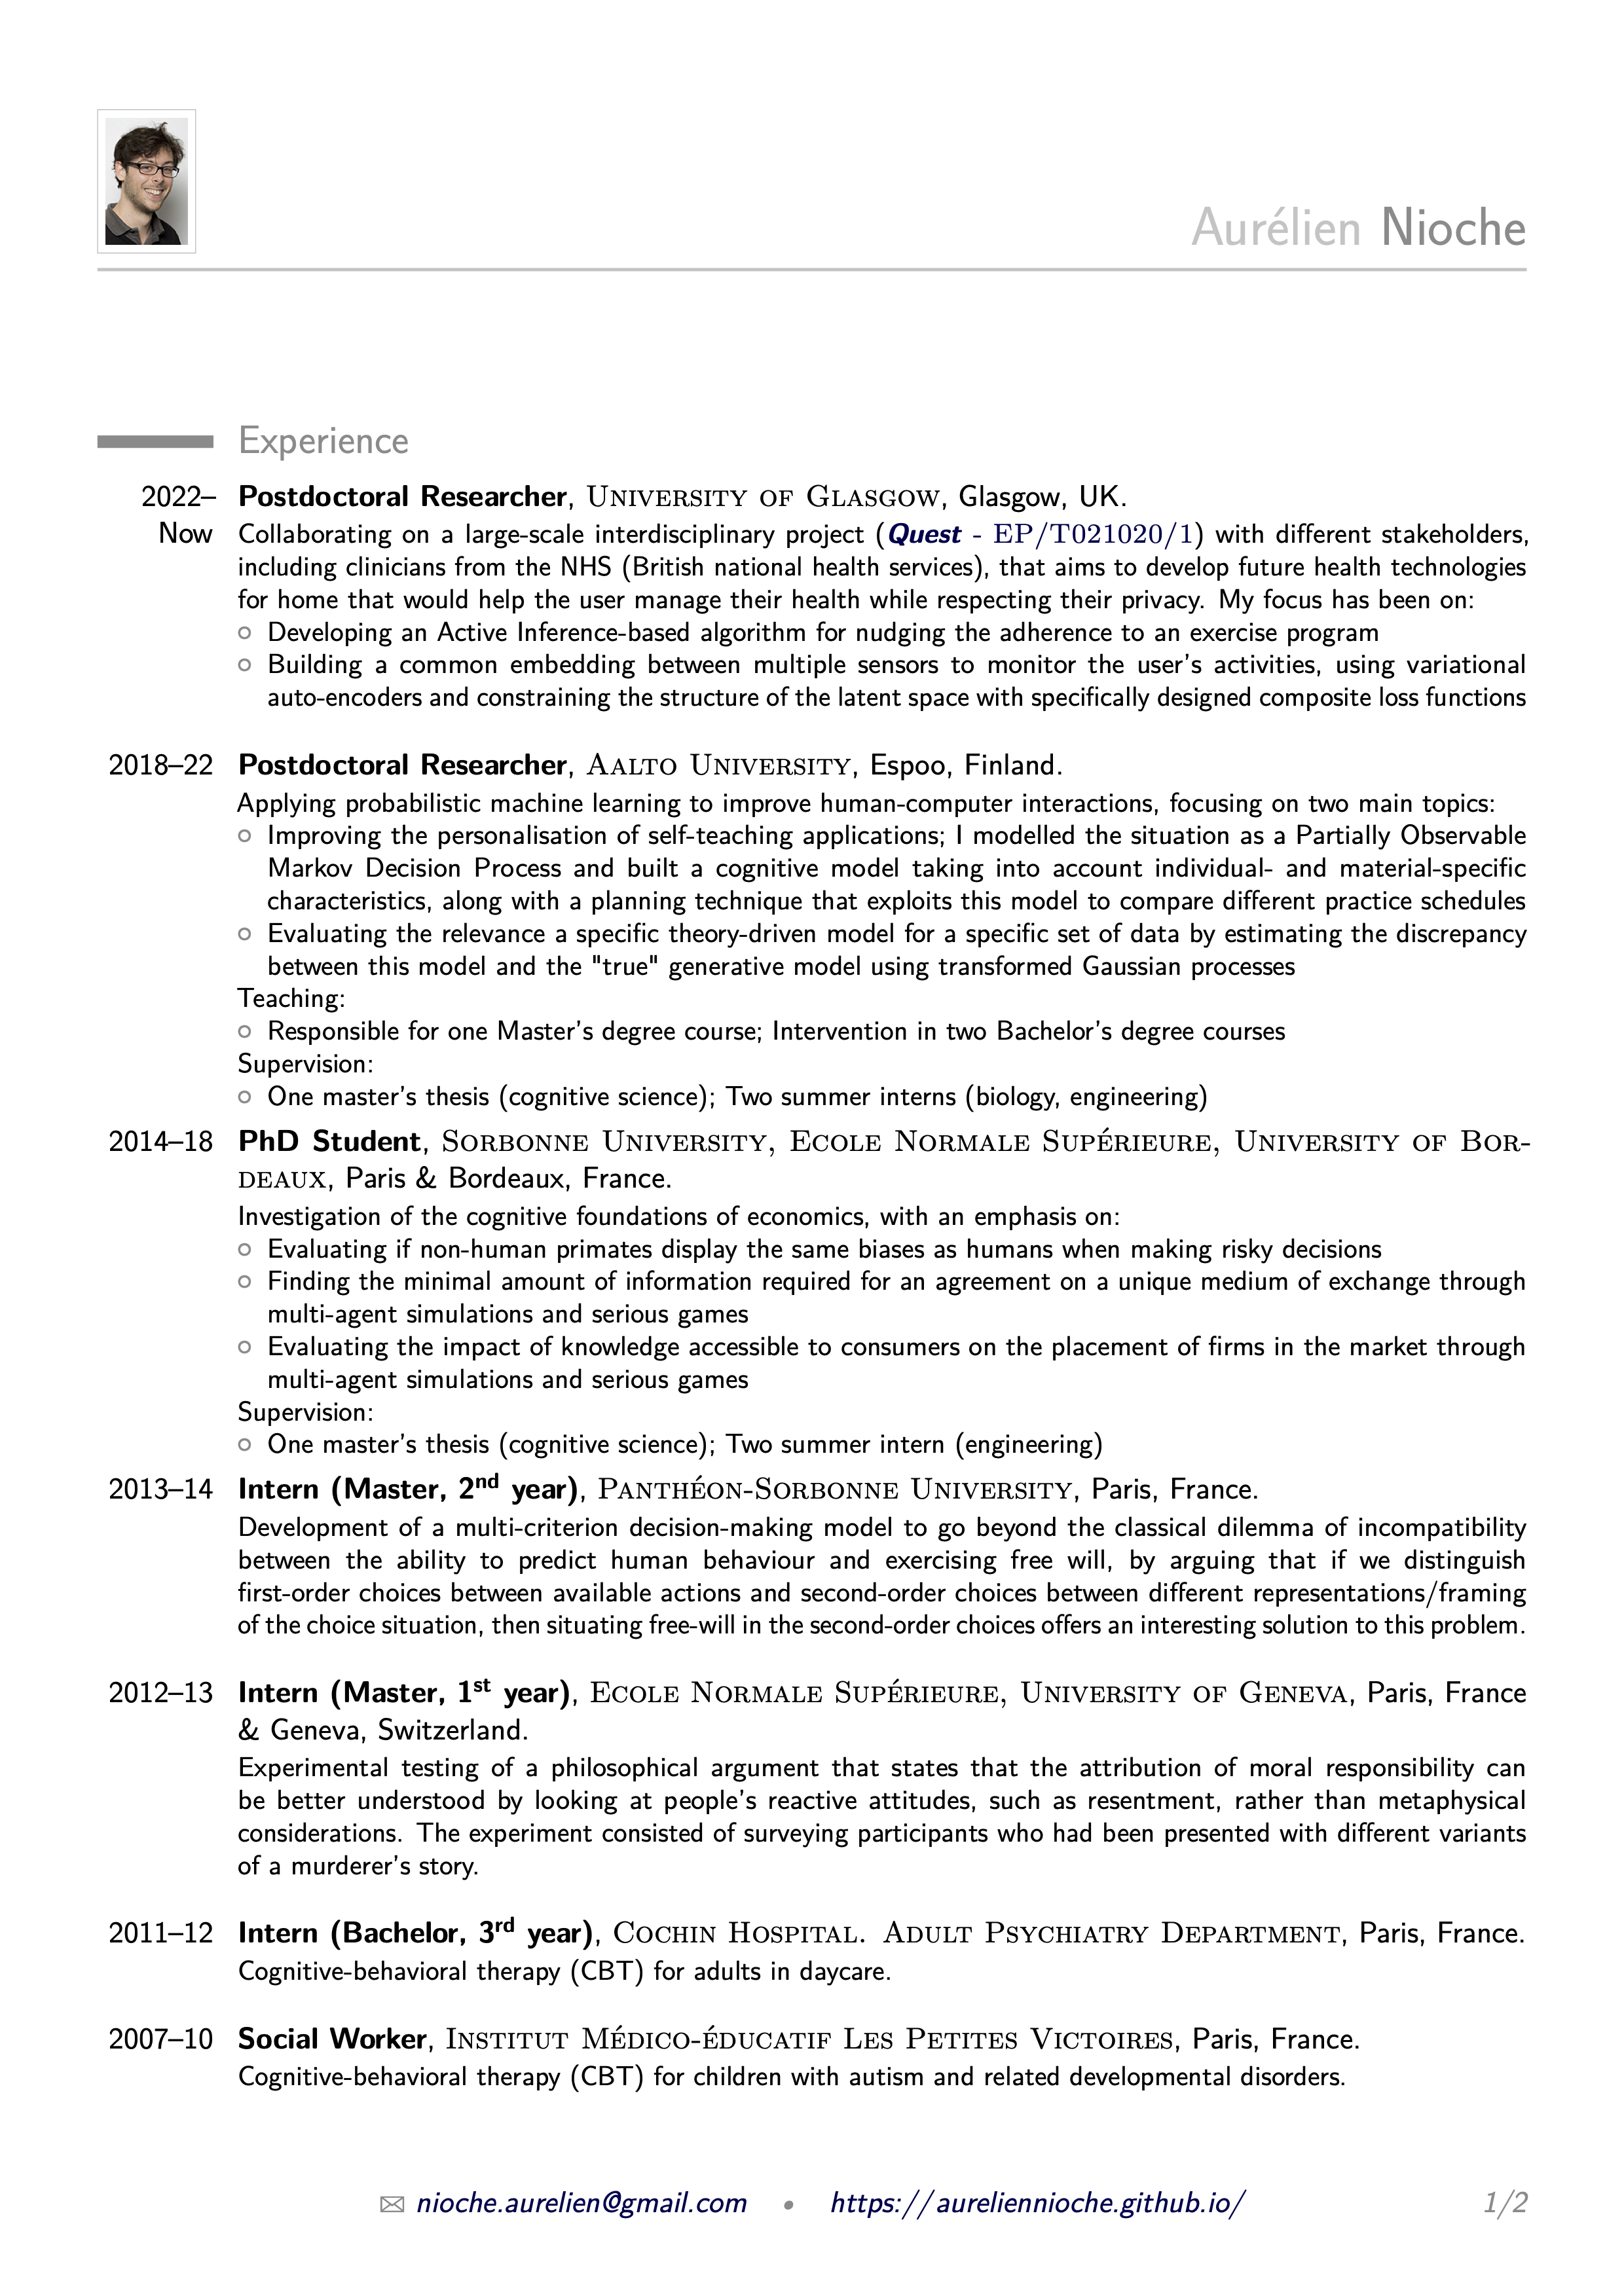 Aurélien Nioche
Experience
2022– Postdoctoral Researcher, University of Glasgow, Glasgow, UK.
Now Collaborating on a large-scale interdisciplinary project (Quest - EP/T021020/1) with different stakeholders,
including clinicians from the NHS (British national health services), that aims to develop future health technologies
for home that would help the user manage their health while respecting their privacy. My focus has been on:
○ Developing an Active Inference-based algorithm for nudging the adherence to an exercise program
○ Building a common embedding between multiple sensors to monitor the user's activities, using variational
auto-encoders and constraining the structure of the latent space with specifically designed composite loss functions
2018–22 Postdoctoral Researcher, Aalto University, Espoo, Finland.
Applying probabilistic machine learning to improve human-computer interactions, focusing on two main topics:
○ Improving the personalisation of self-teaching applications; I modelled the situation as a Partially Observable
Markov Decision Process and built a cognitive model taking into account individual- and material-specific
characteristics, along with a planning technique that exploits this model to compare different practice schedules
○ Evaluating the relevance a specific theory-driven model for a specific set of data by estimating the discrepancy
between this model and the "true" generative model using transformed Gaussian processes
Teaching:
○ Responsible for one Master's degree course; Intervention in two Bachelor's degree courses
Supervision:
○ One master's thesis (cognitive science); Two summer interns (biology, engineering)
2014–18 PhD Student, Sorbonne University, Ecole Normale Supérieure, University of Bor-
deaux, Paris & Bordeaux, France.
Investigation of the cognitive foundations of economics, with an emphasis on:
○ Evaluating if non-human primates display the same biases as humans when making risky decisions
○ Finding the minimal amount of information required for an agreement on a unique medium of exchange through
multi-agent simulations and serious games
○ Evaluating the impact of knowledge accessible to consumers on the placement of firms in the market through
multi-agent simulations and serious games
Supervision:
○ One master's thesis (cognitive science); Two summer intern (engineering)
2013–14 Intern (Master, 2nd year), Panthéon-Sorbonne University, Paris, France.
Development of a multi-criterion decision-making model to go beyond the classical dilemma of incompatibility
between the ability to predict human behaviour and exercising free will, by arguing that if we distinguish
first-order choices between available actions and second-order choices between different representations/framing
of the choice situation, then situating free-will in the second-order choices offers an interesting solution to this problem.
2012–13 Intern (Master, 1st year), Ecole Normale Supérieure, University of Geneva, Paris, France
& Geneva, Switzerland.
Experimental testing of a philosophical argument that states that the attribution of moral responsibility can
be better understood by looking at people's reactive attitudes, such as resentment, rather than metaphysical
considerations. The experiment consisted of surveying participants who had been presented with different variants
of a murderer's story.
2011–12 Intern (Bachelor, 3rd year), Cochin Hospital. Adult Psychiatry Department, Paris, France.
Cognitive-behavioral therapy (CBT) for adults in daycare.
2007–10 Social Worker, Institut Médico-éducatif Les Petites Victoires, Paris, France.
Cognitive-behavioral therapy (CBT) for children with autism and related developmental disorders.
nioche.aurelien@gmail.com • https://aureliennioche.github.io/ 1/2